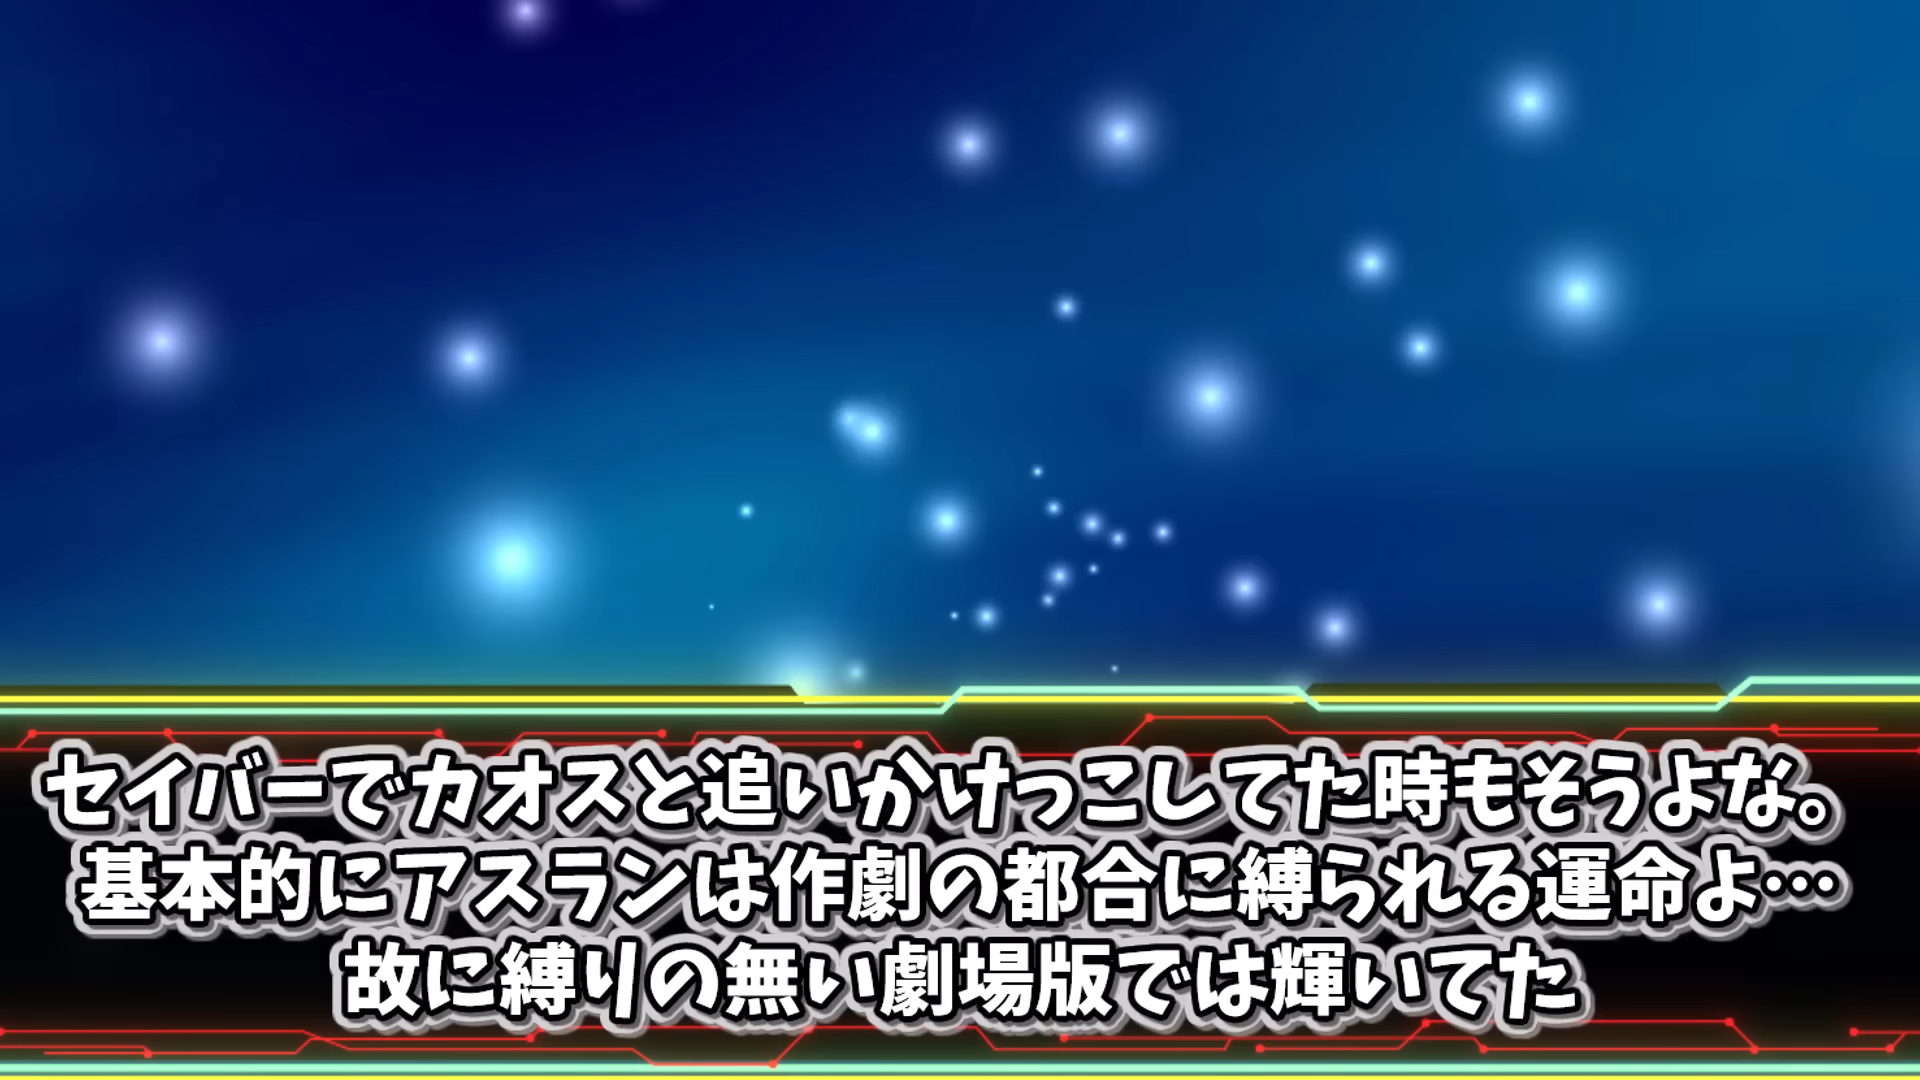 セイバーでカオスと追いかけっこしてた時もそうよな。
基本的にアスランは作劇の都合に縛られる運命よ…
故に縛りの無い劇場版では輝いてた